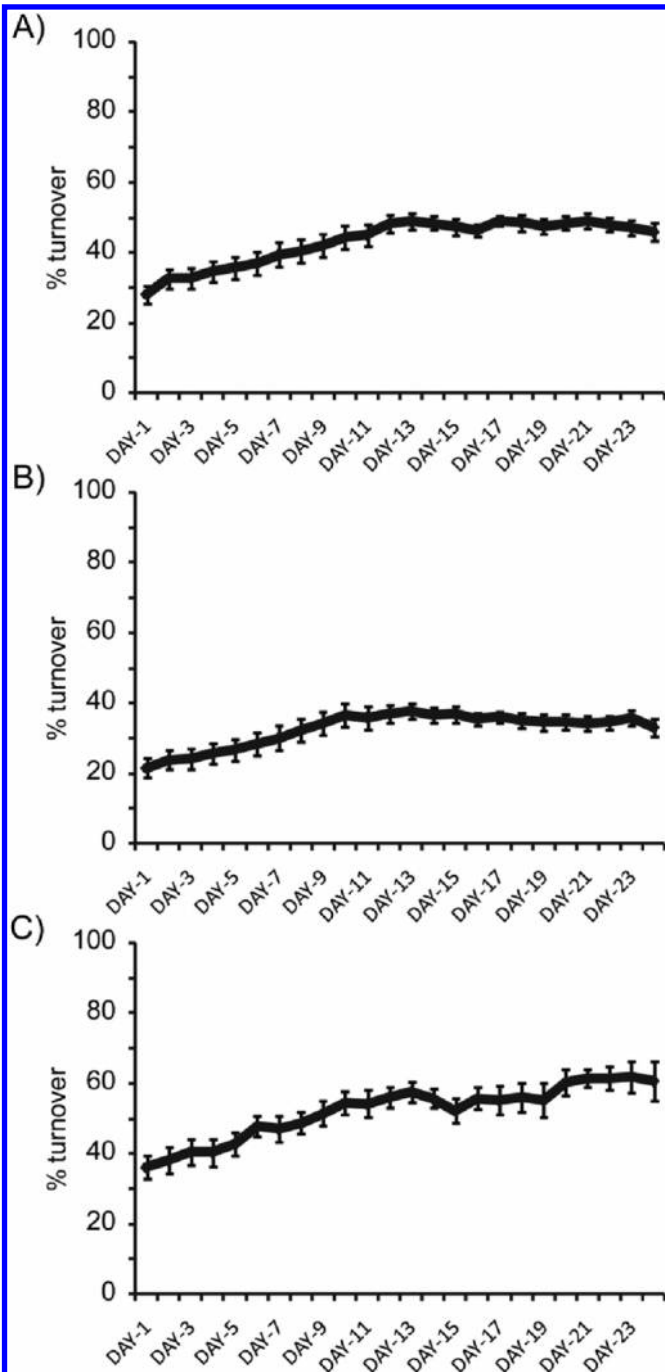 A)
% turnover
100
80
60
40
20
0
DAY-1 DAY-3 DAY-5 DAY-7 DAY-9 DAY-11 DAY-13 DAY-15 DAY-17 DAY-19 DAY-21 DAY-23
B)
% turnover
100
80
60
40
20
0
DAY-1 DAY-3 DAY-5 DAY-7 DAY-9 DAY-11 DAY-13 DAY-15 DAY-17 DAY-19 DAY-21 DAY-23
C)
% turnover
100
80
60
40
20
0
DAY-1 DAY-3 DAY-5 DAY-7 DAY-9 DAY-11 DAY-13 DAY-15 DAY-17 DAY-19 DAY-21 DAY-23